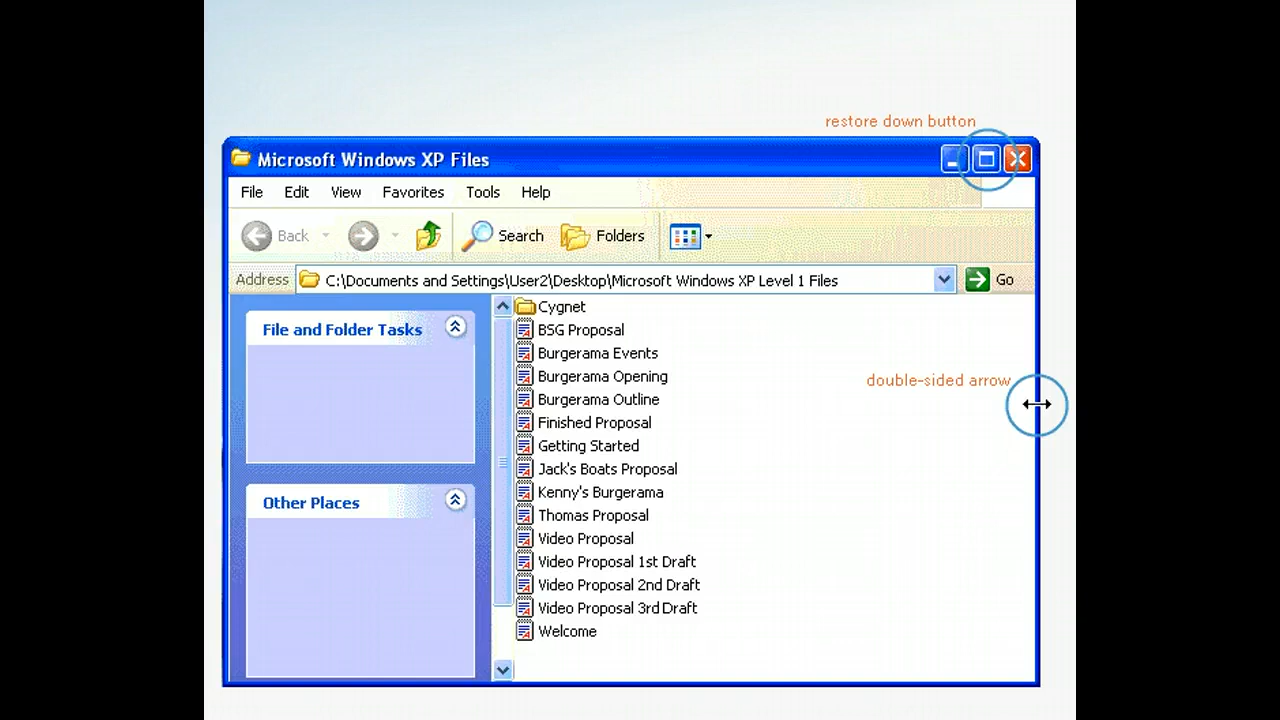 restore down button
Microsoft Windows XP Files
File Edit View Favorites Tools Help
Back Search Folders
Address C:\Documents and Settings\User2\Desktop\Microsoft Windows XP Level 1 Files Go
File and Folder Tasks
Other Places
Cygnet
BSG Proposal
Burgerama Events
Burgerama Opening
Burgerama Outline
Finished Proposal
Getting Started
Jack's Boats Proposal
Kenny's Burgerama
Thomas Proposal
Video Proposal
Video Proposal 1st Draft
Video Proposal 2nd Draft
Video Proposal 3rd Draft
Welcome
double-sided arrow